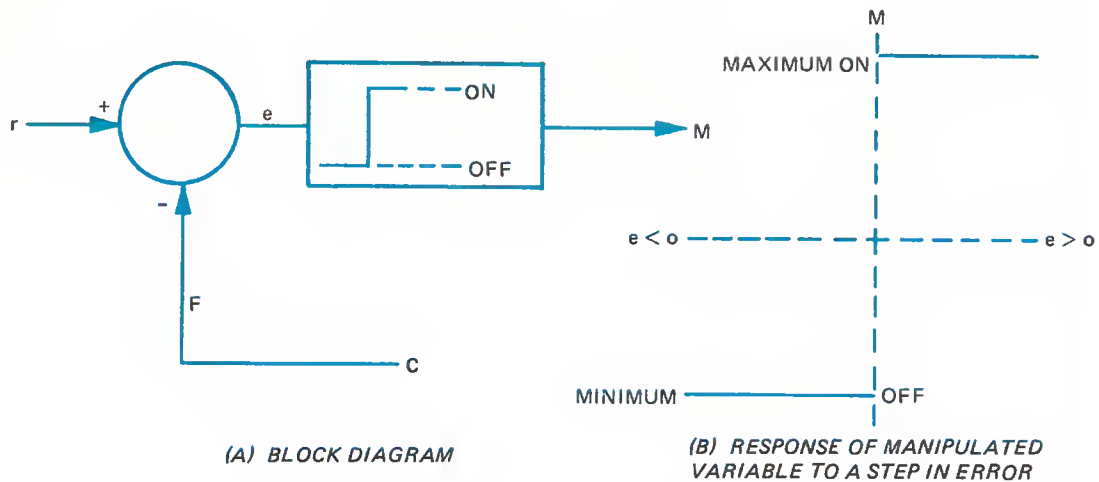 r
+
-
e
ON
OFF
M
F
C
(A) BLOCK DIAGRAM
M
MAXIMUM ON
e < o
e > o
MINIMUM
OFF
(B) RESPONSE OF MANIPULATED
VARIABLE TO A STEP IN ERROR